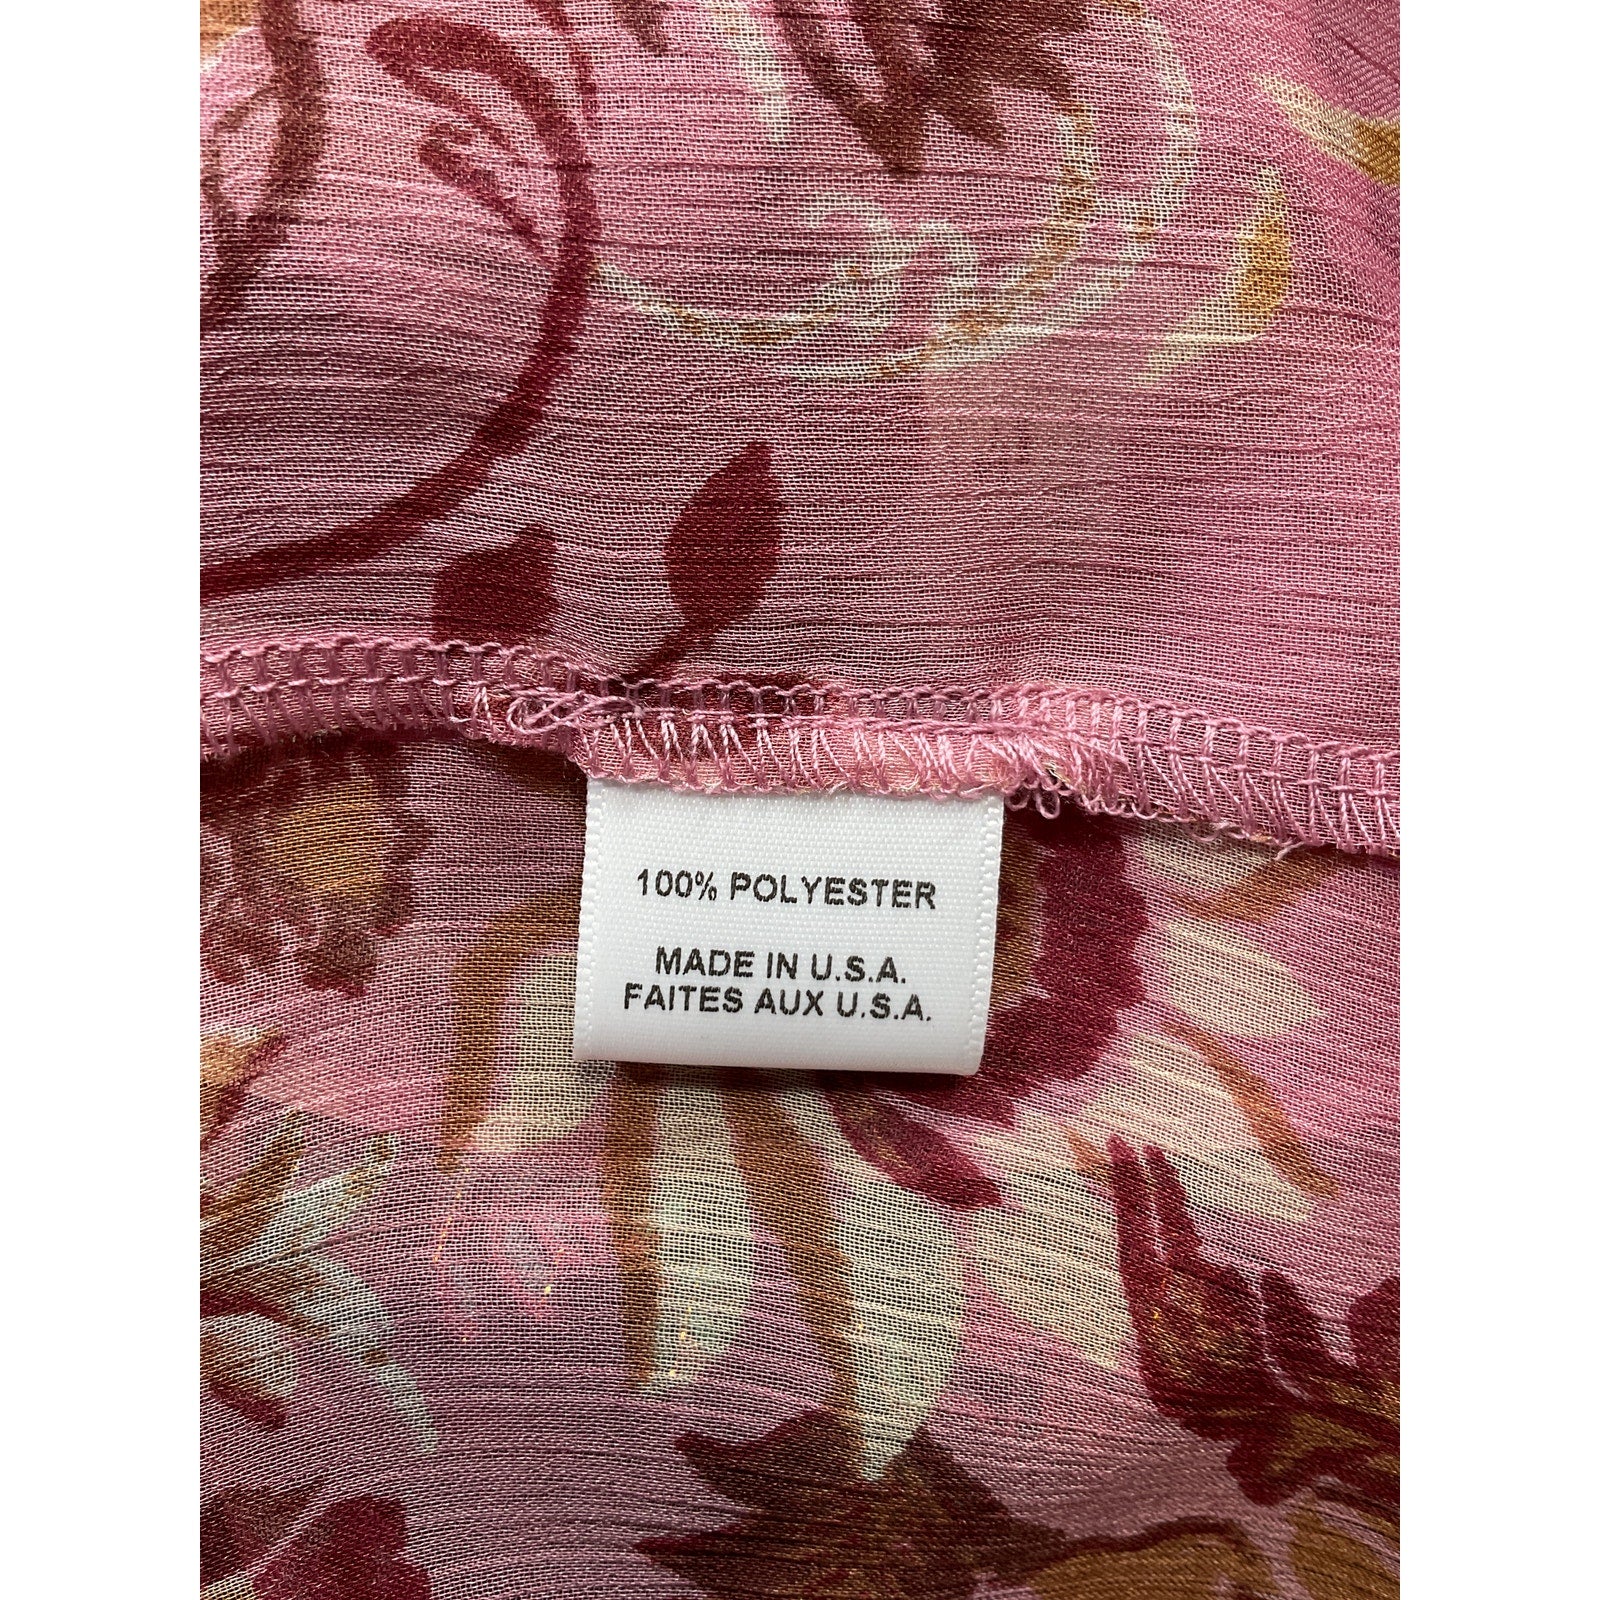 100% POLYESTER
MADE IN U.S.A.
FAITES AUX U.S.A.